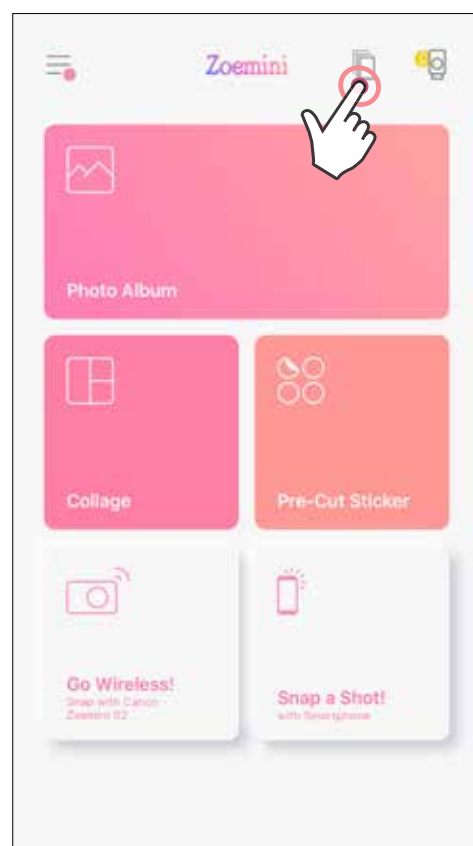 Zoemini
Photo Album
Collage
Pre-Cut Sticker
Go Wireless!
Snap with Canon
Zoemini S2
Snap a Shot!
with Smartphone